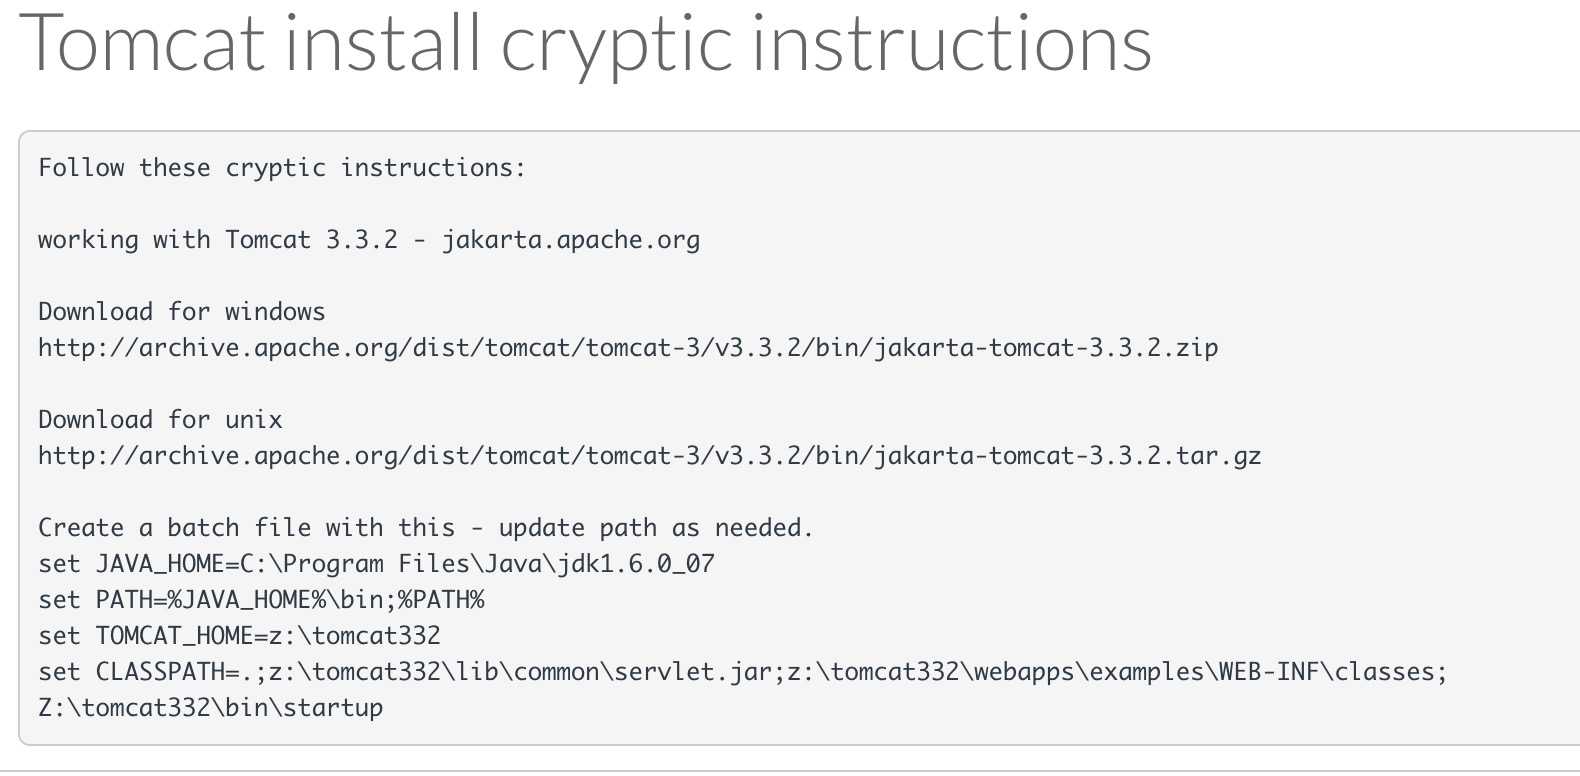 Tomcat install cryptic instructions
Follow these cryptic instructions:
working with Tomcat 3.3.2 - jakarta.apache.org
Download for windows
http://archive.apache.org/dist/tomcat/tomcat-3/v3.3.2/bin/jakarta-tomcat-3.3.2.zip
Download for unix
http://archive.apache.org/dist/tomcat/tomcat-3/v3.3.2/bin/jakarta-tomcat-3.3.2.tar.gz
Create a batch file with this - update path as needed.
set JAVA_HOME=C:\Program Files\Java\jdk1.6.0_07
set PATH=%JAVA_HOME%\bin;%PATH%
set TOMCAT_HOME=z:\tomcat332
set CLASSPATH=.;z:\tomcat332\lib\common\servlet.jar;z:\tomcat332\webapps\examples\WEB-INF\classes;
Z:\tomcat332\bin\startup